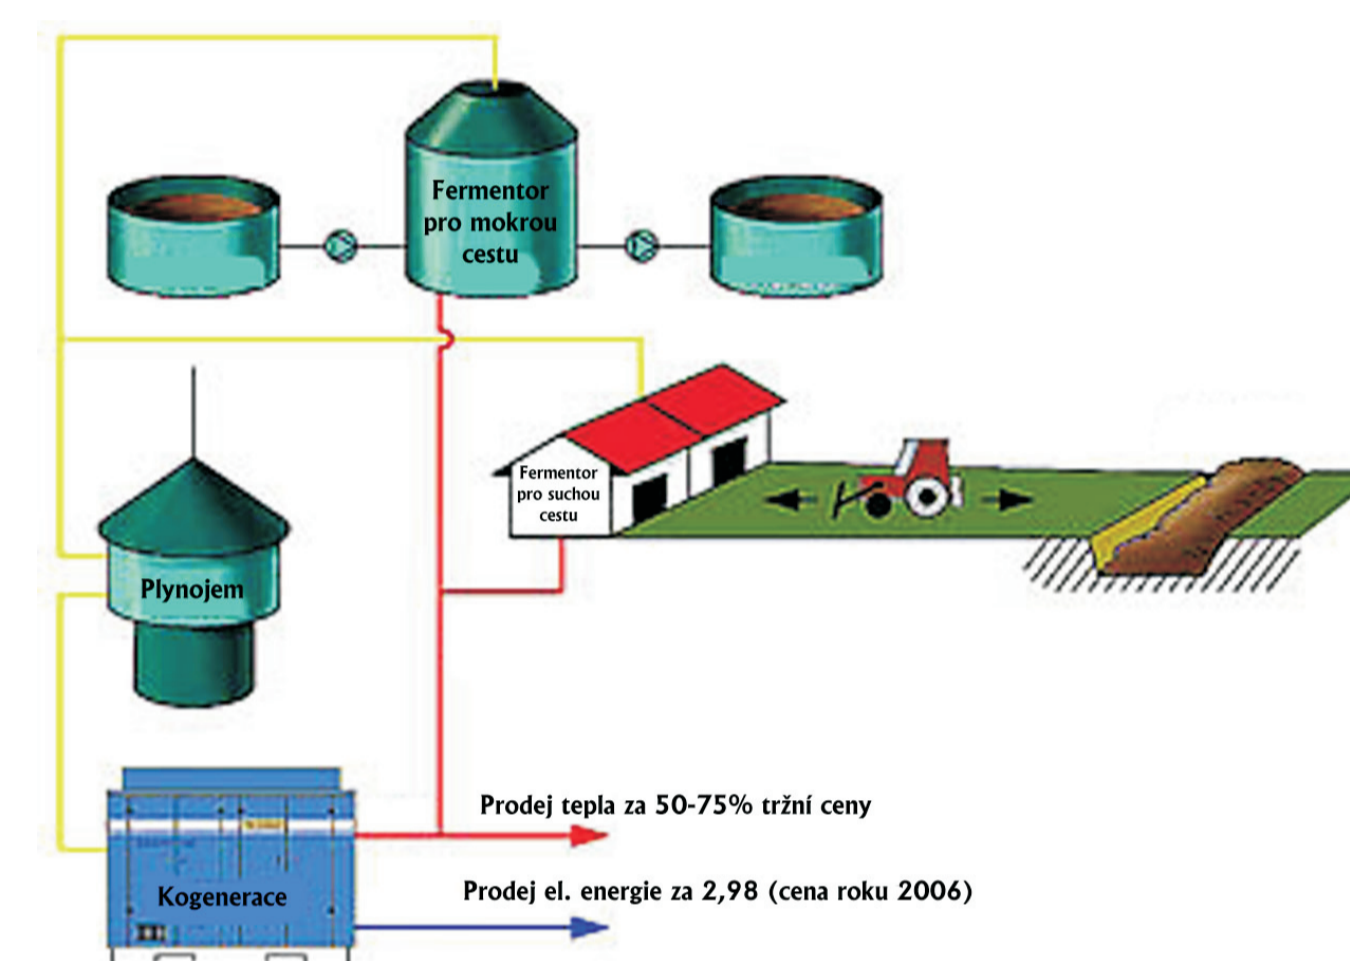 Fermentor
pro mokrou
cestu
Fermentor
pro suchou
cestu
Plynojem
Prodej tepla za 50-75% tržní ceny
Prodej el. energie za 2,98 (cena roku 2006)
Kogenerace